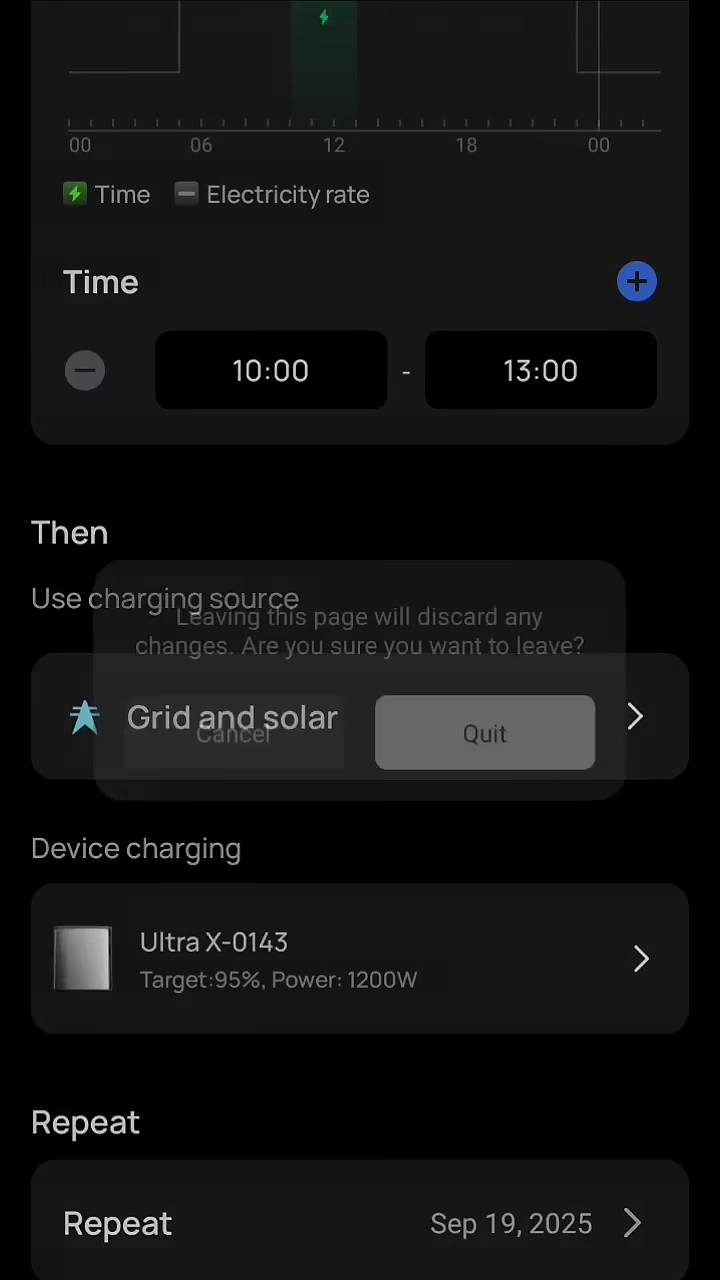 00 06 12 18 00
Time Electricity rate
Time
10:00 - 13:00
Then
Use charging source
Leaving this page will discard any
changes. Are you sure you want to leave?
Grid and solar
Cancel Quit
Device charging
Ultra X-0143
Target:95%, Power: 1200W
Repeat
Repeat Sep 19, 2025